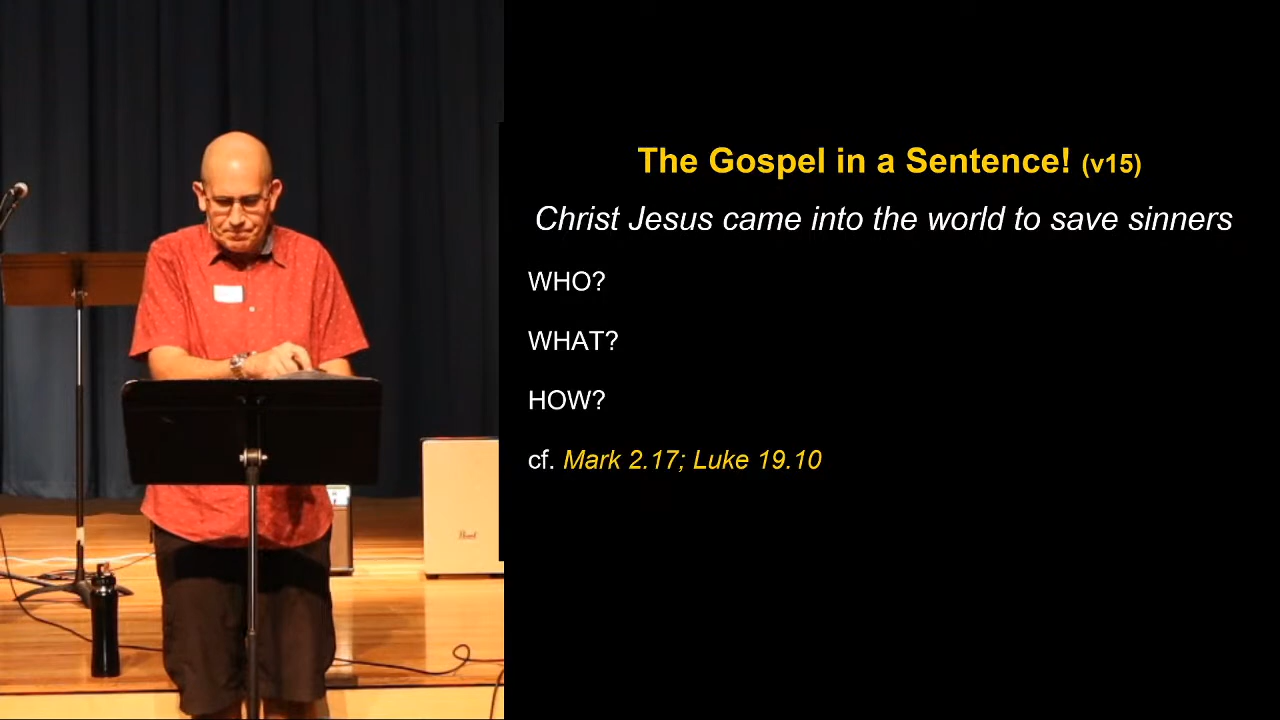 The Gospel in a Sentence! (v15)
Christ Jesus came into the world to save sinners
WHO?
WHAT?
HOW?
cf. Mark 2.17; Luke 19.10
Pearl